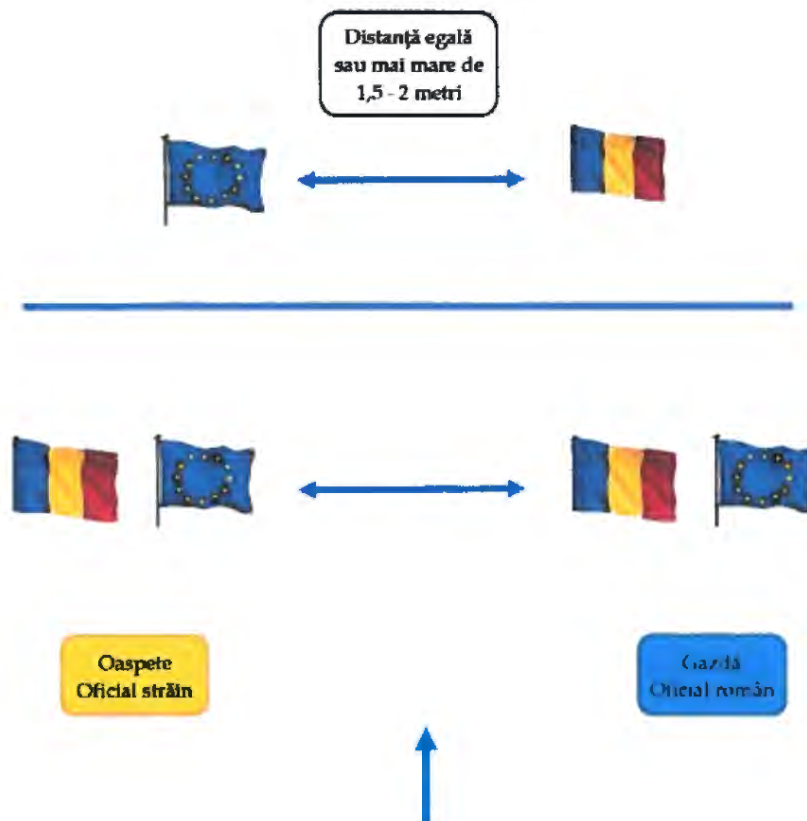 Distanță egală
sau mai mare de
1,5 - 2 metri
Oaspete
Oficial străin
Gazdă
Oficial român